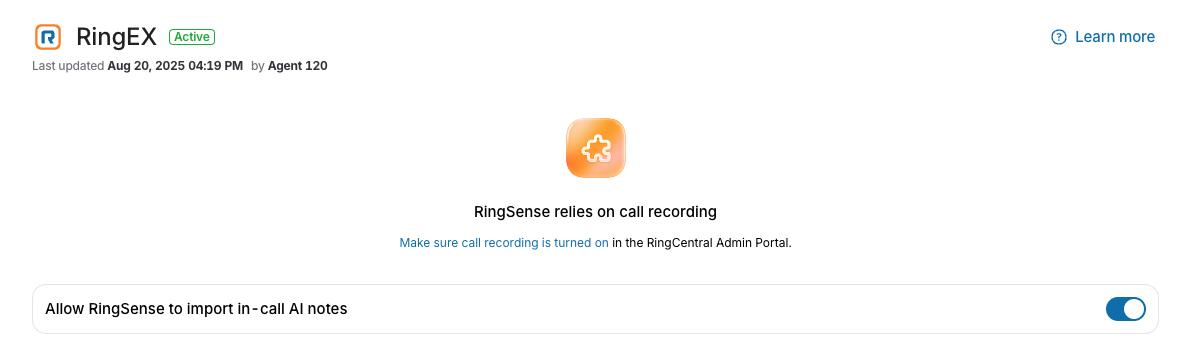 RingEX Active
Learn more
Last updated Aug 20, 2025 04:19 PM by Agent 120
RingSense relies on call recording
Make sure call recording is turned on in the RingCentral Admin Portal.
Allow RingSense to import in-call AI notes